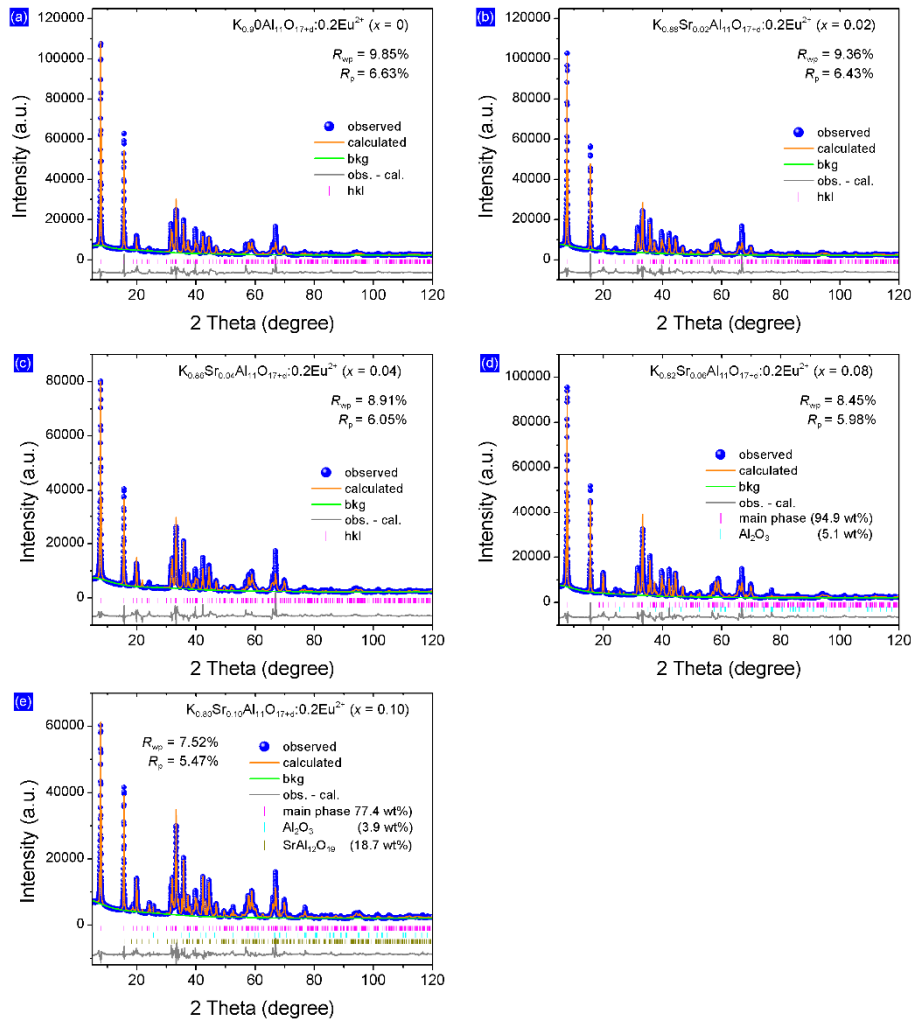 (a)
K0.90Al11O17+d:0.2Eu2+ (x = 0)
Rwp = 9.85%
Rp = 6.63%
observed
calculated
bkg
obs. - cal.
hkl
120000
100000
80000
60000
40000
20000
0
Intensity (a.u.)
20 40 60 80 100 120
2 Theta (degree)
(b)
K0.88Sr0.02Al11O17+d:0.2Eu2+ (x = 0.02)
Rwp = 9.36%
Rp = 6.43%
observed
calculated
bkg
obs. - cal.
hkl
120000
100000
80000
60000
40000
20000
0
Intensity (a.u.)
20 40 60 80 100 120
2 Theta (degree)
(c)
K0.86Sr0.04Al11O17+d:0.2Eu2+ (x = 0.04)
Rwp = 8.91%
Rp = 6.05%
observed
calculated
bkg
obs. - cal.
hkl
80000
60000
40000
20000
0
Intensity (a.u.)
20 40 60 80 100 120
2 Theta (degree)
(d)
K0.82Sr0.06Al11O17+d:0.2Eu2+ (x = 0.08)
Rwp = 8.45%
Rp = 5.98%
observed
calculated
bkg
obs. - cal.
main phase (94.9 wt%)
Al2O3 (5.1 wt%)
100000
80000
60000
40000
20000
0
Intensity (a.u.)
20 40 60 80 100 120
2 Theta (degree)
(e)
K0.80Sr0.10Al11O17+d:0.2Eu2+ (x = 0.10)
Rwp = 7.52%
Rp = 5.47%
observed
calculated
bkg
obs. - cal.
main phase 77.4 wt%)
Al2O3 (3.9 wt%)
SrAl12O19 (18.7 wt%)
60000
40000
20000
0
Intensity (a.u.)
20 40 60 80 100 120
2 Theta (degree)